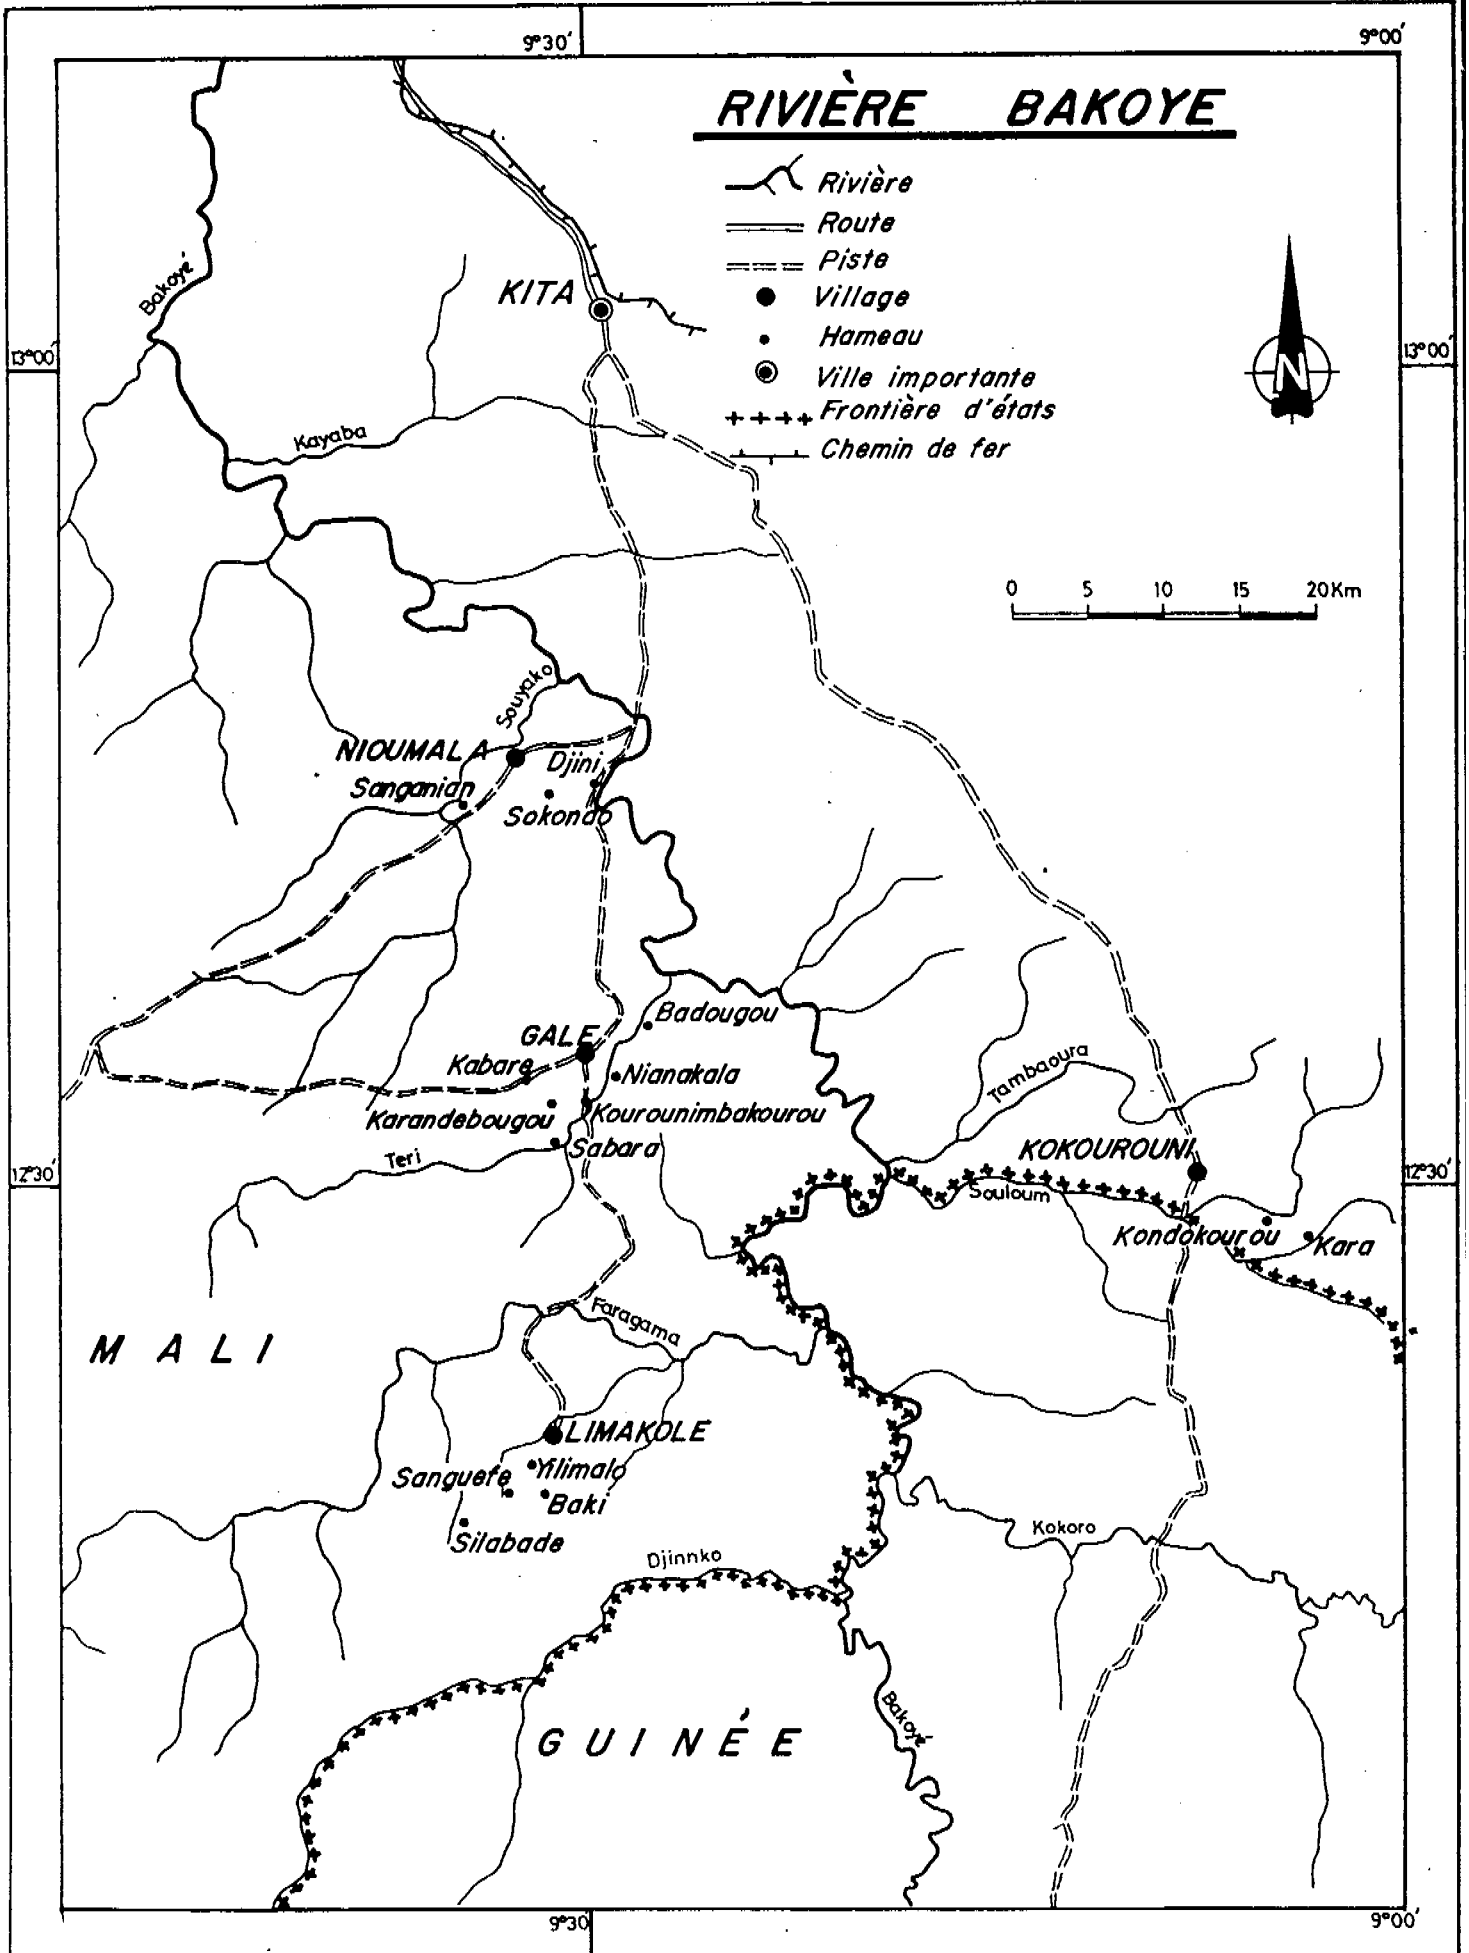 9°30'
9°00'
RIVIÈRE BAKOYE
Rivière
Route
Piste
Village
Hameau
Ville importante
Frontière d'états
Chemin de fer
Bakoyé
KITA
N
13°00'
13°00'
Kayaba
0 5 10 15 20Km
Souyako
NIOUMALA
Djini
Sanganian
Sokondo
Badougou
GALE
Kabare
Nianakala
Tambaoura
Karandebougou
Kourounimbakourou
Sabara
KOKOUROUNI
Teri
12°30'
12°30'
Souloum
Kondokourou
Kara
Faragama
MALI
LIMAKOLE
Yilimalo
Sanguefe
Baki
Silabade
Kokoro
Djinnko
Bakoyé
GUINÉE
9°30
9°00'